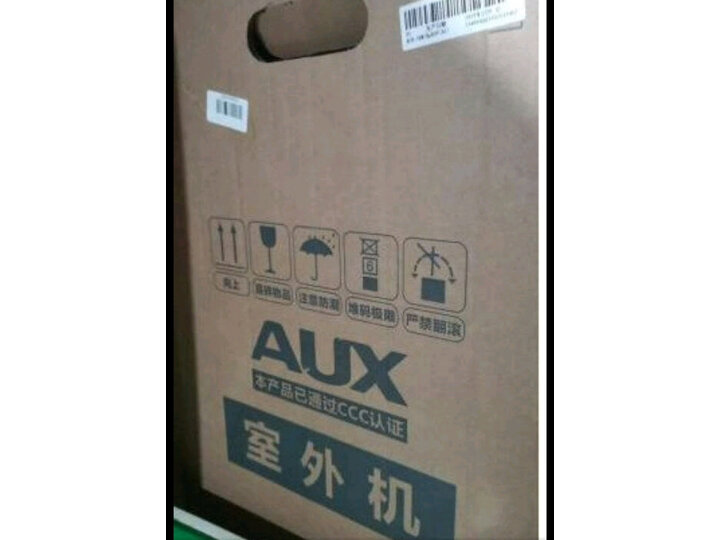 6
向上
易碎物品
注意防潮
堆码极限
严禁翻滚
AUX
本产品已通过CCC认证
室外机